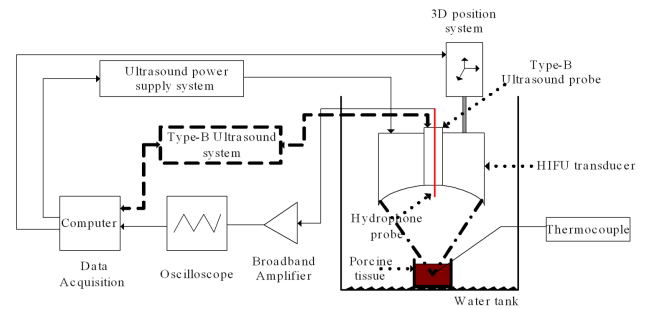 3D position
system
Ultrasound power
supply system
Type-B
Ultrasound probe
Type-B Ultrasound
system
HIFU transducer
Computer
Hydrophone
probe
Thermocouple
Data
Acquisition
Oscilloscope
Broadband
Amplifier
Porcine
tissue
Water tank